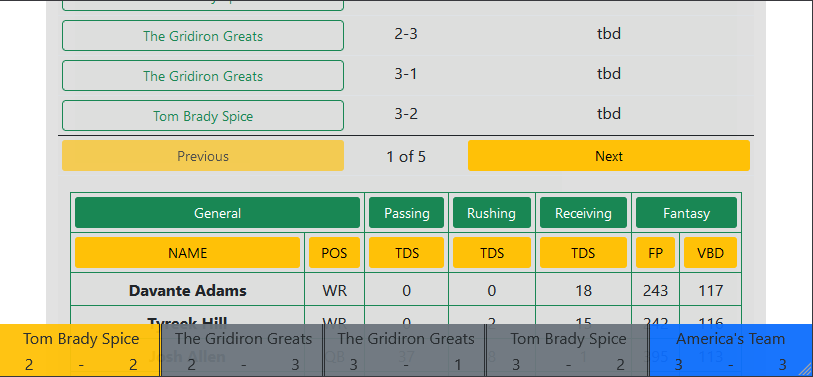 The Gridiron Greats 2-3 tbd
The Gridiron Greats 3-1 tbd
Tom Brady Spice 3-2 tbd
Previous 1 of 5 Next
General Passing Rushing Receiving Fantasy
NAME POS TDS TDS TDS FP VBD
Davante Adams WR 0 0 18 243 117
Tyreek Hill WR 0 2 15 242 116
Tom Brady Spice The Gridiron Greats The Gridiron Greats Tom Brady Spice America's Team
2 - 2 2 - 3 3 - 1 3 - 2 3 - 3
Josh Allen QB 37 8 1 395 113